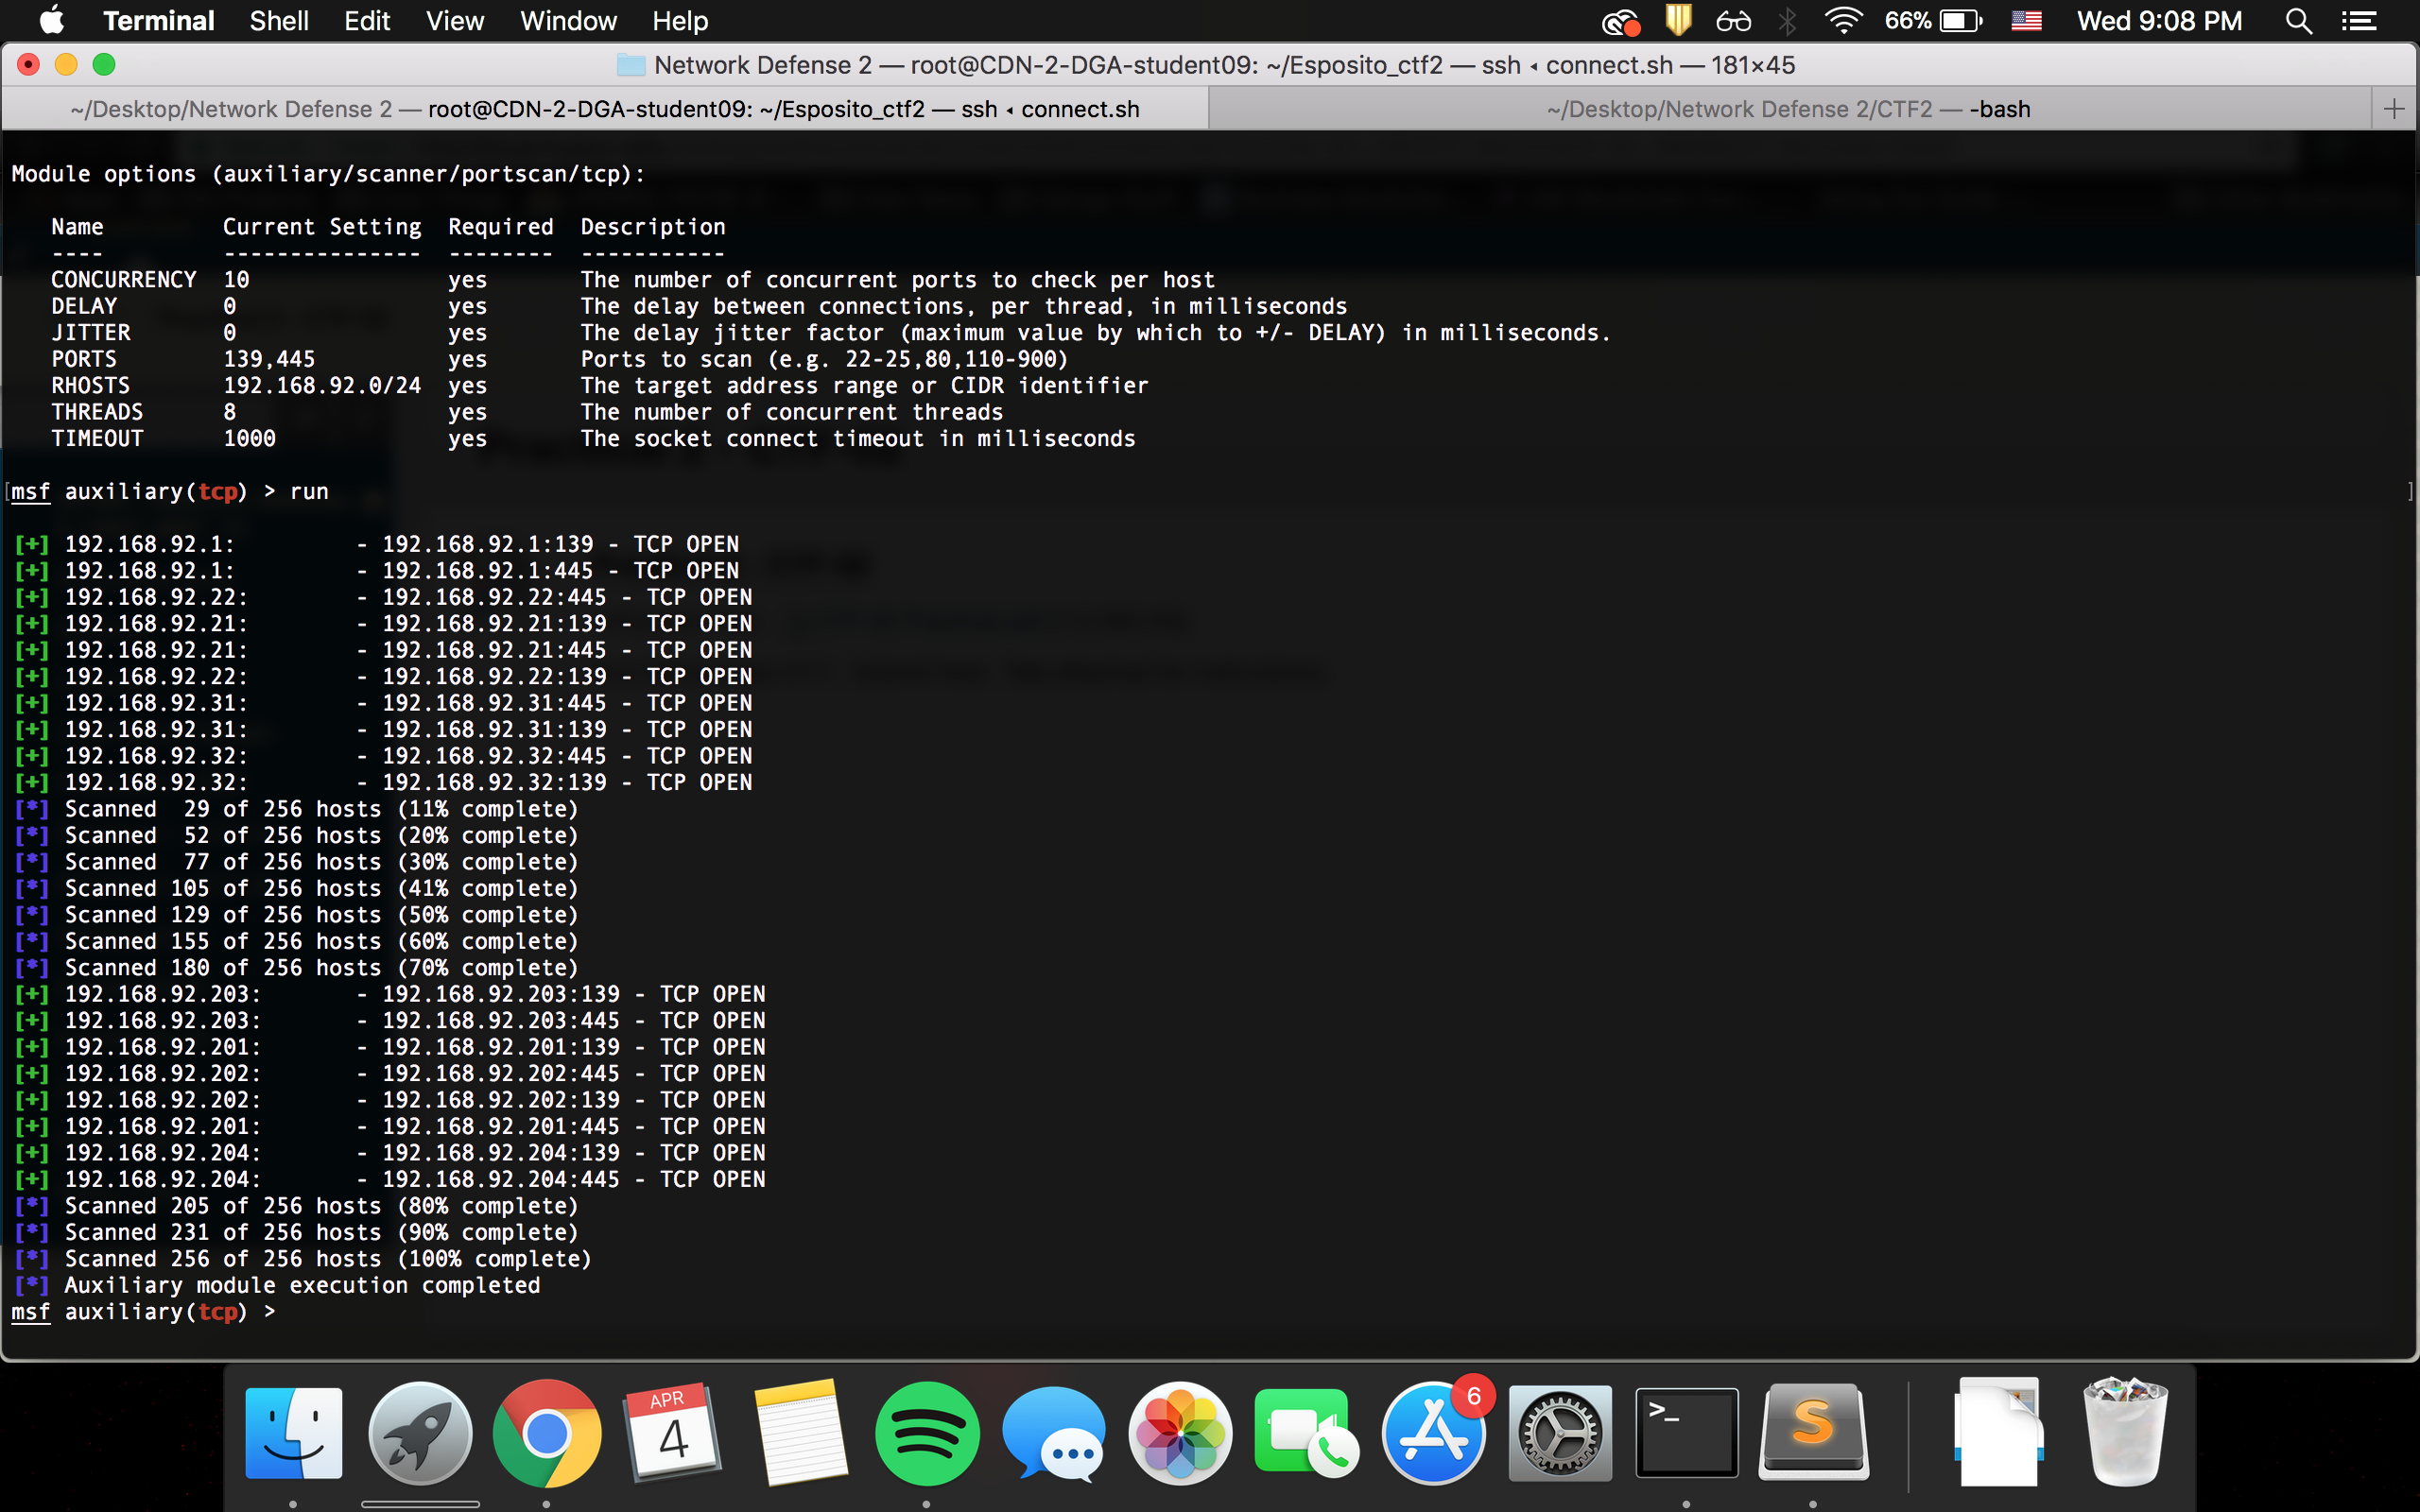 Terminal Shell Edit View Window Help 66% Wed 9:08 PM
Network Defense 2 — root@CDN-2-DGA-student09: ~/Esposito_ctf2 — ssh ◂ connect.sh — 181×45
~/Desktop/Network Defense 2 — root@CDN-2-DGA-student09: ~/Esposito_ctf2 — ssh ◂ connect.sh ~/Desktop/Network Defense 2/CTF2 — -bash +
Module options (auxiliary/scanner/portscan/tcp):
Name Current Setting Required Description
---- --------------- -------- -----------
CONCURRENCY 10 yes The number of concurrent ports to check per host
DELAY 0 yes The delay between connections, per thread, in milliseconds
JITTER 0 yes The delay jitter factor (maximum value by which to +/- DELAY) in milliseconds.
PORTS 139,445 yes Ports to scan (e.g. 22-25,80,110-900)
RHOSTS 192.168.92.0/24 yes The target address range or CIDR identifier
THREADS 8 yes The number of concurrent threads
TIMEOUT 1000 yes The socket connect timeout in milliseconds
[msf auxiliary(tcp) > run ]
[+] 192.168.92.1: - 192.168.92.1:139 - TCP OPEN
[+] 192.168.92.1: - 192.168.92.1:445 - TCP OPEN
[+] 192.168.92.22: - 192.168.92.22:445 - TCP OPEN
[+] 192.168.92.21: - 192.168.92.21:139 - TCP OPEN
[+] 192.168.92.21: - 192.168.92.21:445 - TCP OPEN
[+] 192.168.92.22: - 192.168.92.22:139 - TCP OPEN
[+] 192.168.92.31: - 192.168.92.31:445 - TCP OPEN
[+] 192.168.92.31: - 192.168.92.31:139 - TCP OPEN
[+] 192.168.92.32: - 192.168.92.32:445 - TCP OPEN
[+] 192.168.92.32: - 192.168.92.32:139 - TCP OPEN
[*] Scanned 29 of 256 hosts (11% complete)
[*] Scanned 52 of 256 hosts (20% complete)
[*] Scanned 77 of 256 hosts (30% complete)
[*] Scanned 105 of 256 hosts (41% complete)
[*] Scanned 129 of 256 hosts (50% complete)
[*] Scanned 155 of 256 hosts (60% complete)
[*] Scanned 180 of 256 hosts (70% complete)
[+] 192.168.92.203: - 192.168.92.203:139 - TCP OPEN
[+] 192.168.92.203: - 192.168.92.203:445 - TCP OPEN
[+] 192.168.92.201: - 192.168.92.201:139 - TCP OPEN
[+] 192.168.92.202: - 192.168.92.202:445 - TCP OPEN
[+] 192.168.92.202: - 192.168.92.202:139 - TCP OPEN
[+] 192.168.92.201: - 192.168.92.201:445 - TCP OPEN
[+] 192.168.92.204: - 192.168.92.204:139 - TCP OPEN
[+] 192.168.92.204: - 192.168.92.204:445 - TCP OPEN
[*] Scanned 205 of 256 hosts (80% complete)
[*] Scanned 231 of 256 hosts (90% complete)
[*] Scanned 256 of 256 hosts (100% complete)
[*] Auxiliary module execution completed
msf auxiliary(tcp) >
APR
4
6
>_
S